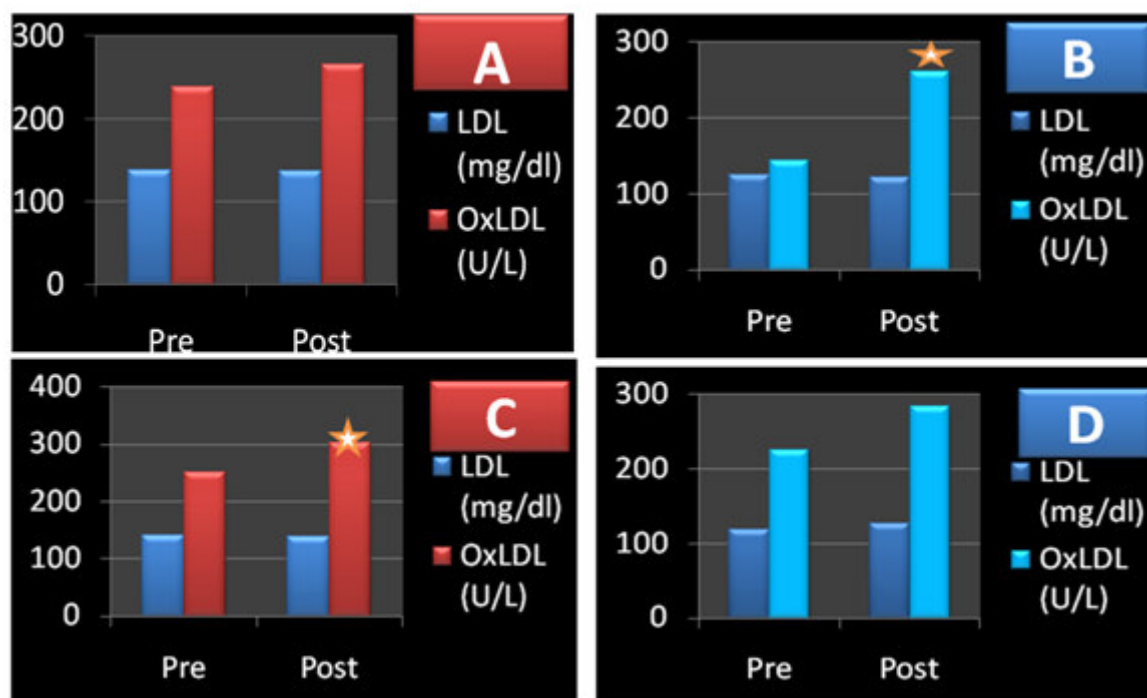 A
300
200
100
0
Pre Post
LDL
(mg/dl)
OxLDL
(U/L)
B
300
200
100
0
Pre Post
LDL
(mg/dl)
OxLDL
(U/L)
C
400
300
200
100
0
Pre Post
LDL
(mg/dl)
OxLDL
(U/L)
D
300
200
100
0
Pre Post
LDL
(mg/dl)
OxLDL
(U/L)